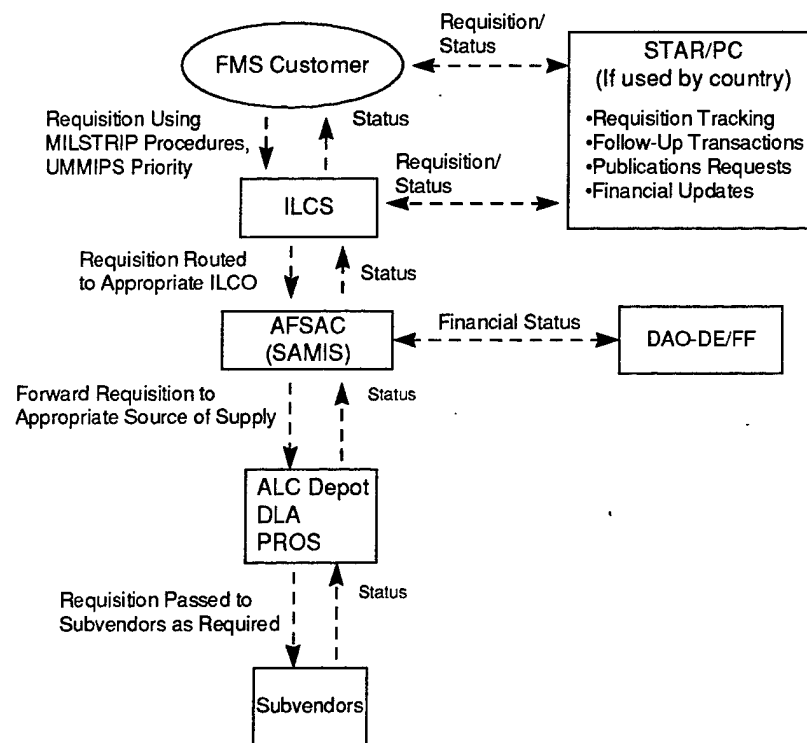 Requisition/
Status
FMS Customer
STAR/PC
(If used by country)
•Requisition Tracking
•Follow-Up Transactions
•Publications Requests
•Financial Updates
Requisition Using
MILSTRIP Procedures,
UMMIPS Priority
Status
Requisition/
Status
ILCS
Requisition Routed
to Appropriate ILCO
Status
AFSAC
(SAMIS)
Financial Status
DAO-DE/FF
Forward Requisition to
Appropriate Source of Supply
Status
ALC Depot
DLA
PROS
Requisition Passed to
Subvendors as Required
Status
Subvendors